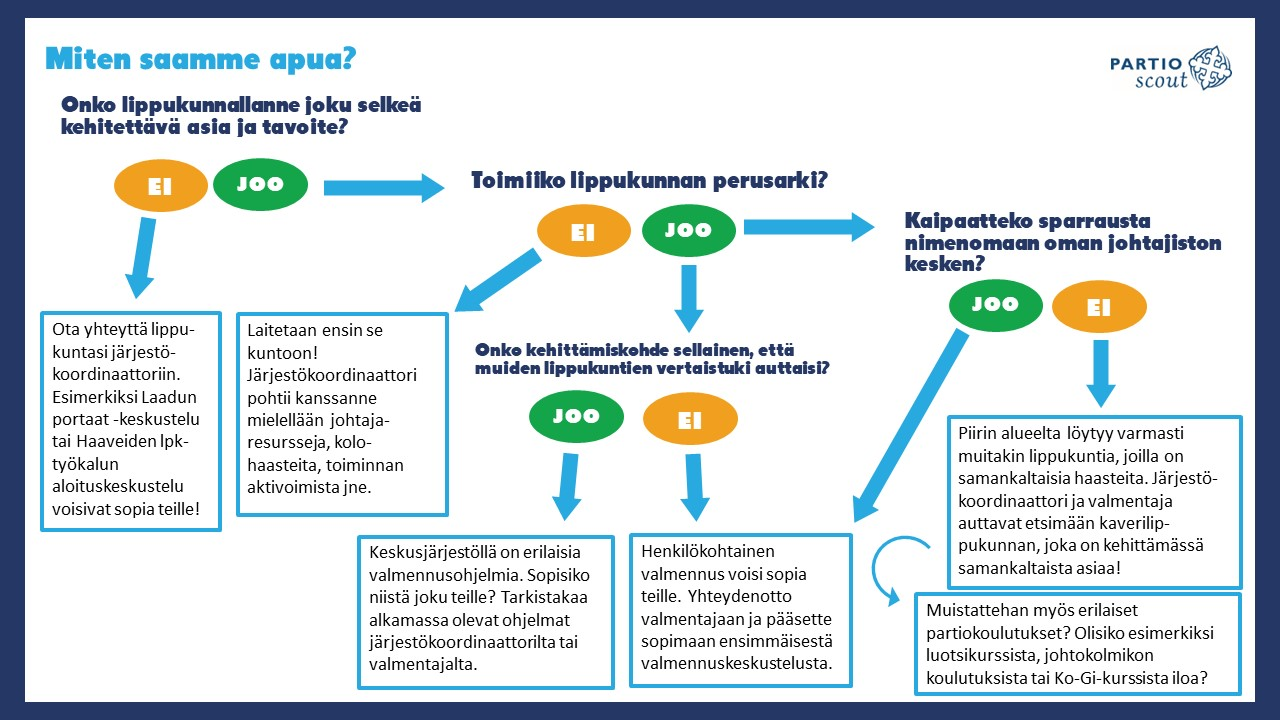 Miten saamme apua?
PARTIO
scout
Onko lippukunnallanne joku selkeä
kehitettävä asia ja tavoite?
EI
JOO
Toimiiko lippukunnan perusarki?
EI
JOO
Kaipaatteko sparrausta
nimenomaan oman johtajiston
kesken?
JOO
EI
Ota yhteyttä lippu-
kuntasi järjestö-
koordinaattoriin.
Esimerkiksi Laadun
portaat -keskustelu
tai Haaveiden lpk-
työkalun
aloituskeskustelu
voisivat sopia teille!
Laitetaan ensin se
kuntoon!
Järjestökoordinaattori
pohtii kanssanne
mielellään johtaja-
resursseja, kolo-
haasteita, toiminnan
aktivoimista jne.
Onko kehittämiskohde sellainen, että
muiden lippukuntien vertaistuki auttaisi?
JOO
EI
Keskusjärjestöllä on erilaisia
valmennusohjelmia. Sopisiko
niistä joku teille? Tarkistakaa
alkamassa olevat ohjelmat
järjestökoordinaattorilta tai
valmentajalta.
Henkilökohtainen
valmennus voisi sopia
teille. Yhteydenotto
valmentajaan ja pääsette
sopimaan ensimmäisestä
valmennuskeskustelusta.
Piirin alueelta löytyy varmasti
muitakin lippukuntia, joilla on
samankaltaisia haasteita. Järjestö-
koordinaattori ja valmentaja
auttavat etsimään kaverilip-
pukunnan, joka on kehittämässä
samankaltaista asiaa!
Muistattehan myös erilaiset
partiokoulutukset? Olisiko esimerkiksi
luotsikurssista, johtokolmikon
koulutuksista tai Ko-Gi-kurssista iloa?